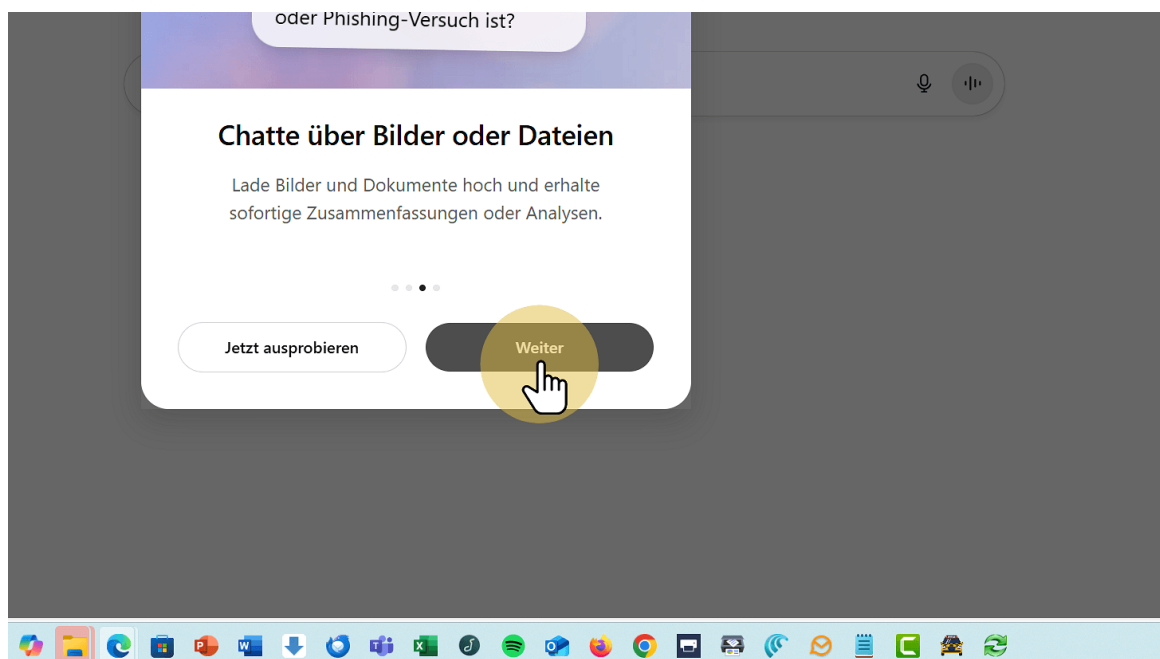 oder Phishing-Versuch ist?
Chatte über Bilder oder Dateien
Lade Bilder und Dokumente hoch und erhalte
sofortige Zusammenfassungen oder Analysen.
Jetzt ausprobieren
Weiter